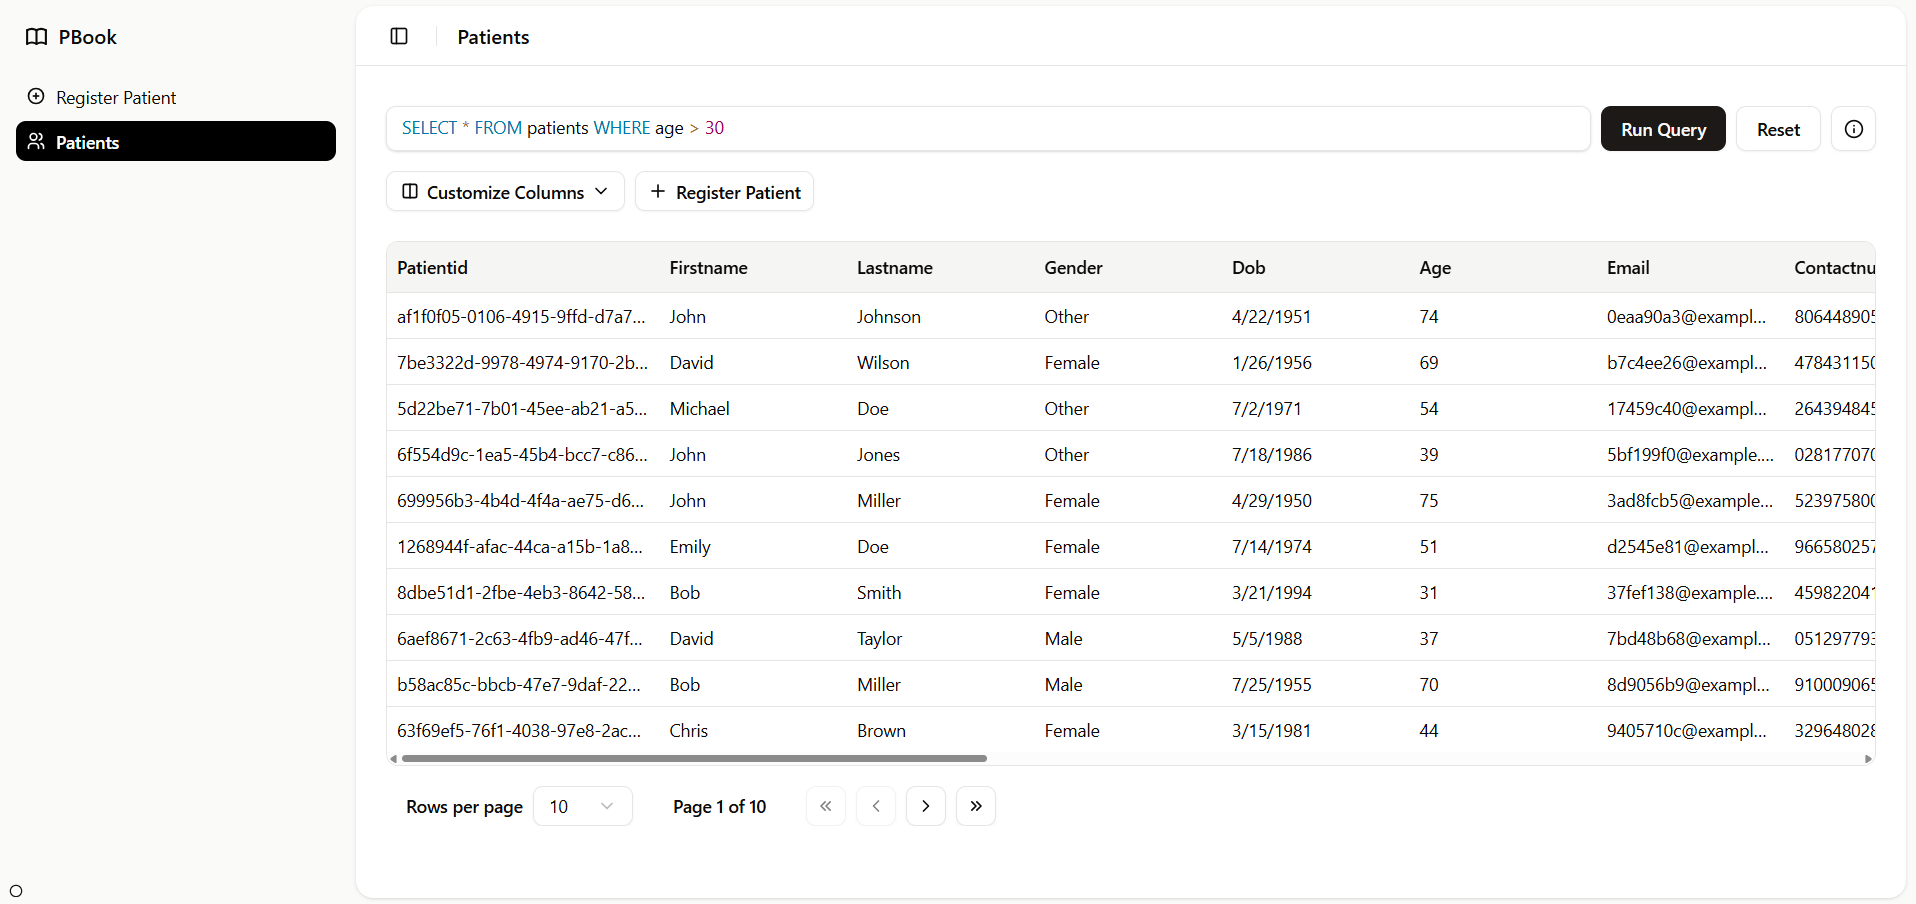 PBook
Register Patient
Patients
Patients
SELECT * FROM patients WHERE age > 30
Run Query
Reset
Customize Columns
Register Patient
Patientid Firstname Lastname Gender Dob Age Email Contactnu
af1f0f05-0106-4915-9ffd-d7a7... John Johnson Other 4/22/1951 74 0eaa90a3@exampl... 806448905
7be3322d-9978-4974-9170-2b... David Wilson Female 1/26/1956 69 b7c4ee26@exampl... 478431150
5d22be71-7b01-45ee-ab21-a5... Michael Doe Other 7/2/1971 54 17459c40@exampl... 264394845
6f554d9c-1ea5-45b4-bcc7-c86... John Jones Other 7/18/1986 39 5bf199f0@example.... 028177070
699956b3-4b4d-4f4a-ae75-d6... John Miller Female 4/29/1950 75 3ad8fcb5@example... 523975800
1268944f-afac-44ca-a15b-1a8... Emily Doe Female 7/14/1974 51 d2545e81@exampl... 966580257
8dbe51d1-2fbe-4eb3-8642-58... Bob Smith Female 3/21/1994 31 37fef138@example.... 459822041
6aef8671-2c63-4fb9-ad46-47f... David Taylor Male 5/5/1988 37 7bd48b68@exampl... 051297793
b58ac85c-bbcb-47e7-9daf-22... Bob Miller Male 7/25/1955 70 8d9056b9@exampl... 910009065
63f69ef5-76f1-4038-97e8-2ac... Chris Brown Female 3/15/1981 44 9405710c@exampl... 329648028
Rows per page 10 Page 1 of 10